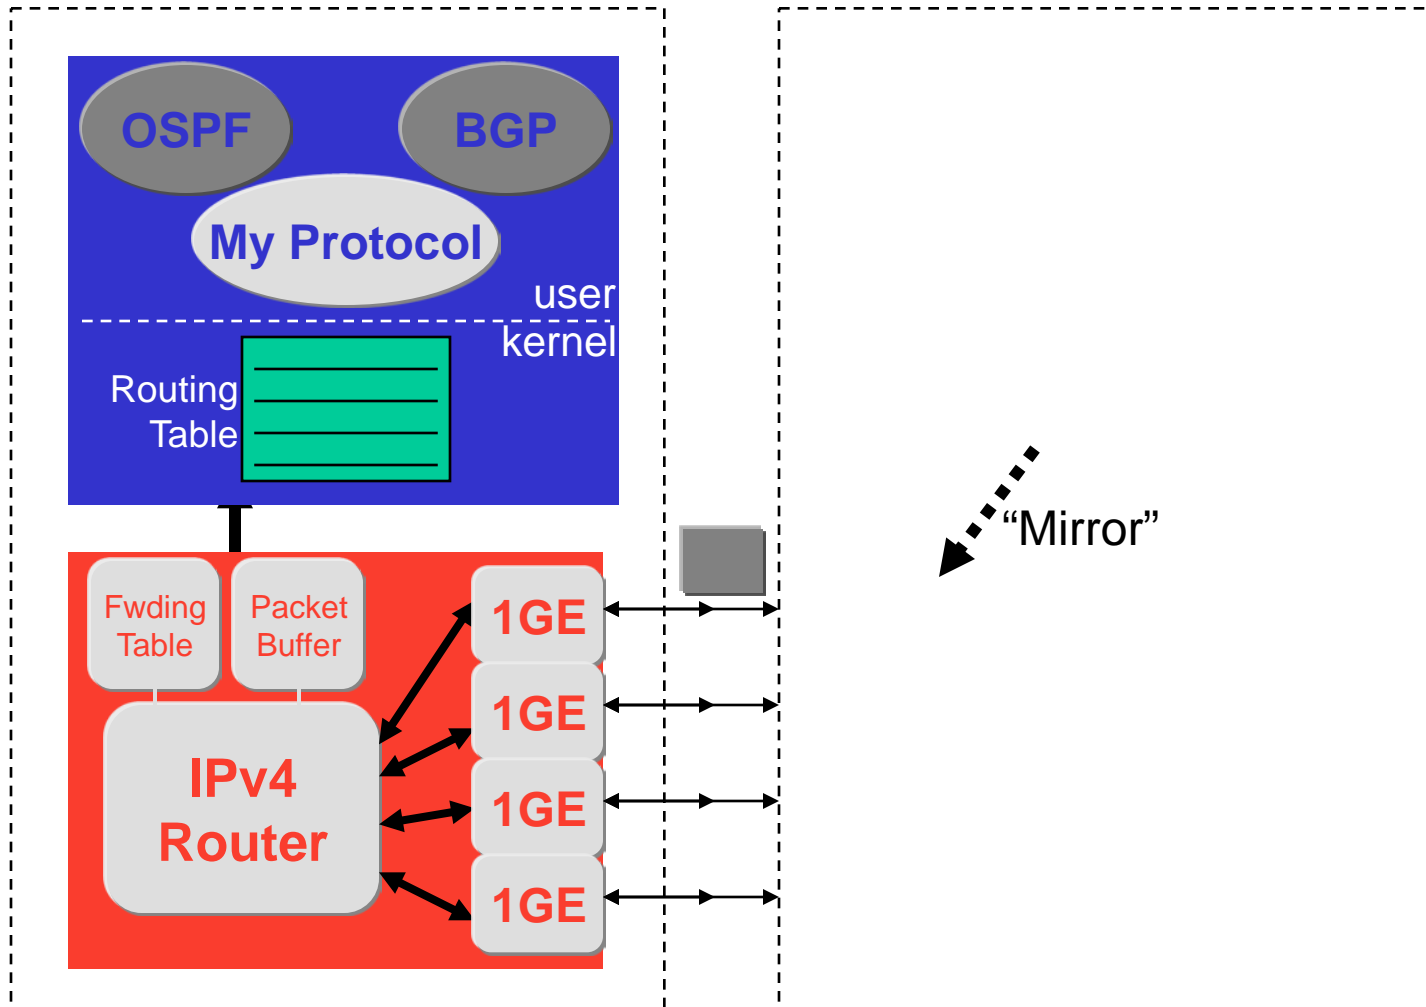 OSPF
BGP
My Protocol
user
kernel
Routing
Table
“Mirror”
Fwding
Table
Packet
Buffer
1GE
1GE
1GE
1GE
IPv4
Router